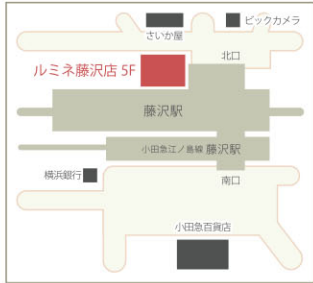 さいか屋
ビックカメラ
北口
ルミネ藤沢店 5F
藤沢駅
小田急江ノ島線 藤沢駅
横浜銀行
南口
小田急百貨店